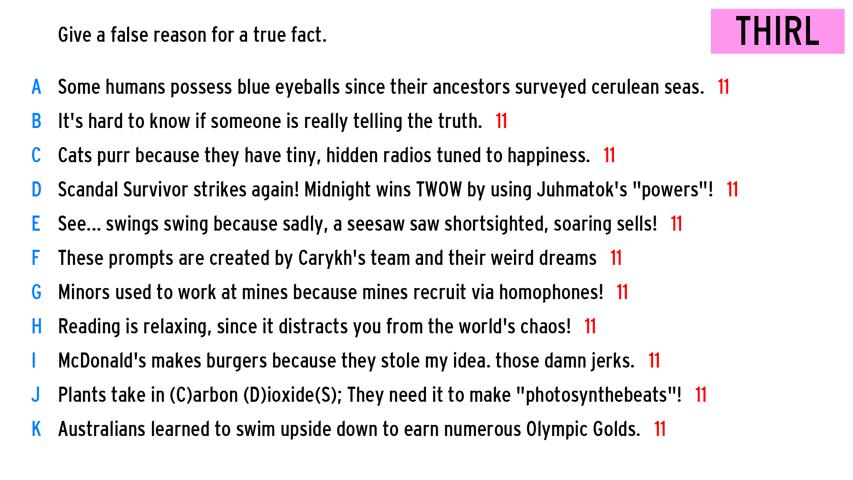 Give a false reason for a true fact.
THIRL
A Some humans possess blue eyeballs since their ancestors surveyed cerulean seas. 11
B It's hard to know if someone is really telling the truth. 11
C Cats purr because they have tiny, hidden radios tuned to happiness. 11
D Scandal Survivor strikes again! Midnight wins TWOW by using Juhmatok's "powers"! 11
E See... swings swing because sadly, a seesaw saw shortsighted, soaring sells! 11
F These prompts are created by Carykh's team and their weird dreams 11
G Minors used to work at mines because mines recruit via homophones! 11
H Reading is relaxing, since it distracts you from the world's chaos! 11
I McDonald's makes burgers because they stole my idea. those damn jerks. 11
J Plants take in (C)arbon (D)ioxide(S); They need it to make "photosynthebeats"! 11
K Australians learned to swim upside down to earn numerous Olympic Golds. 11